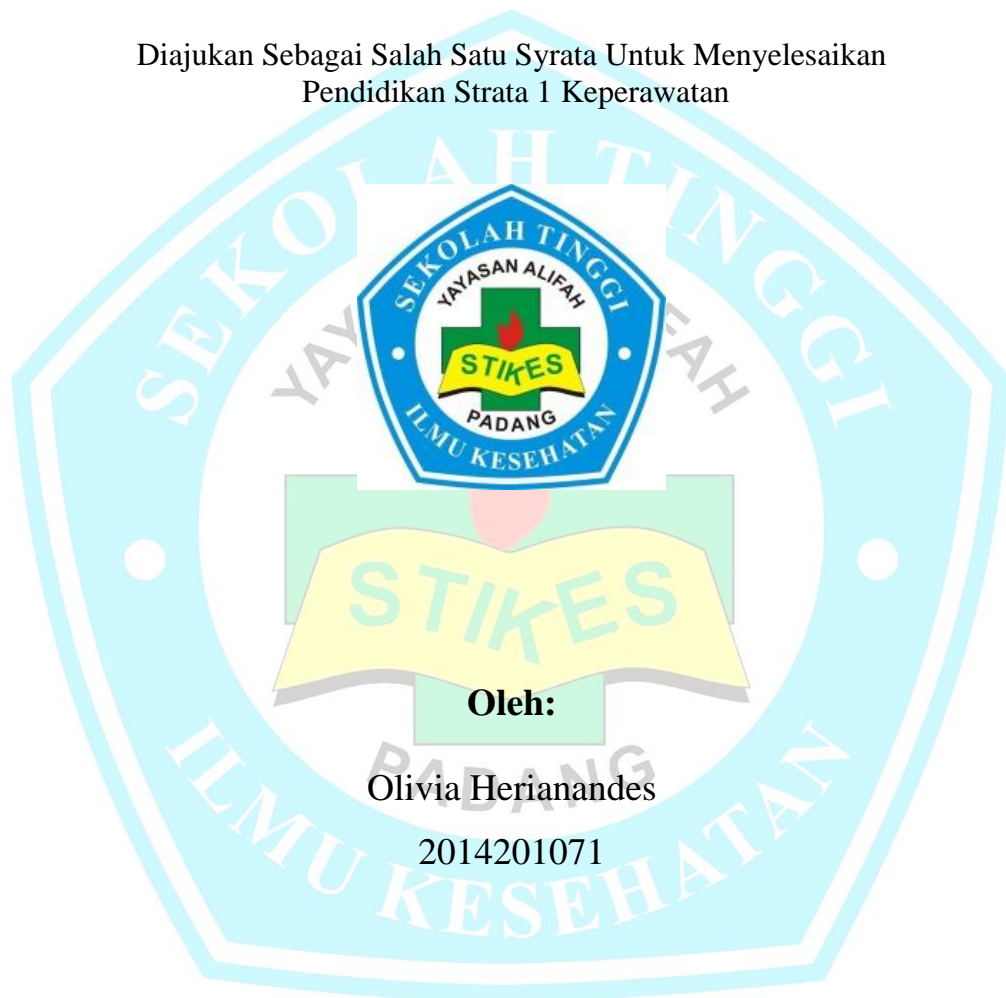 Diajukan Sebagai Salah Satu Syrata Untuk Menyelesaikan
Pendidikan Strata 1 Keperawatan
SEKOLAH TINGGI
YAYASAN ALIFAH
STIKES
PADANG
ILMU KESEHATAN
Oleh:
Olivia Herianandes
2014201071